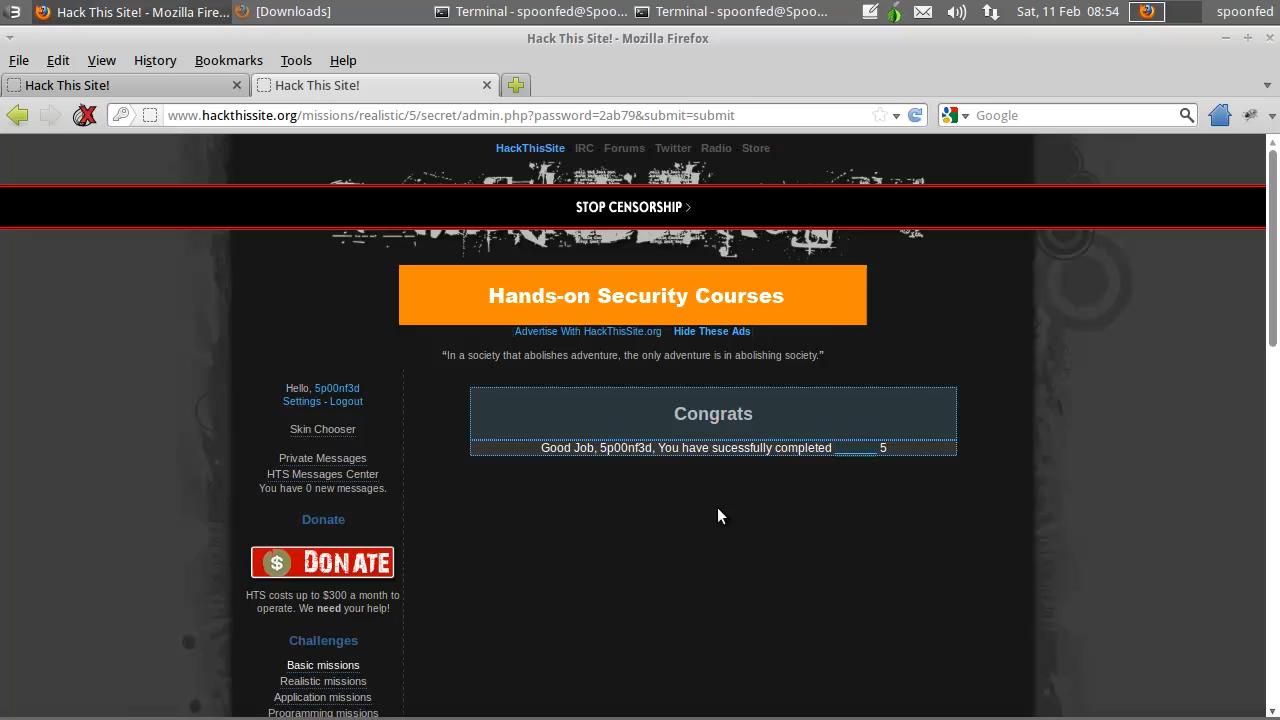 Hack This Site! - Mozilla Fire...
[Downloads]
Terminal - spoonfed@Spoo...
Terminal - spoonfed@Spoo...
Sat, 11 Feb 08:54
spoonfed
Hack This Site! - Mozilla Firefox
File Edit View History Bookmarks Tools Help
Hack This Site!
Hack This Site!
www.hackthissite.org/missions/realistic/5/secret/admin.php?password=2ab79&submit=submit
Google
HackThisSite IRC Forums Twitter Radio Store
STOP CENSORSHIP >
Hands-on Security Courses
Advertise With HackThisSite.org Hide These Ads
“In a society that abolishes adventure, the only adventure is in abolishing society.”
Hello, 5p00nf3d
Settings - Logout
Skin Chooser
Private Messages
HTS Messages Center
You have 0 new messages.
Donate
$ DONATE
HTS costs up to $300 a month to
operate. We need your help!
Challenges
Basic missions
Realistic missions
Application missions
Programming missions
Congrats
Good Job, 5p00nf3d, You have sucessfully completed ______ 5